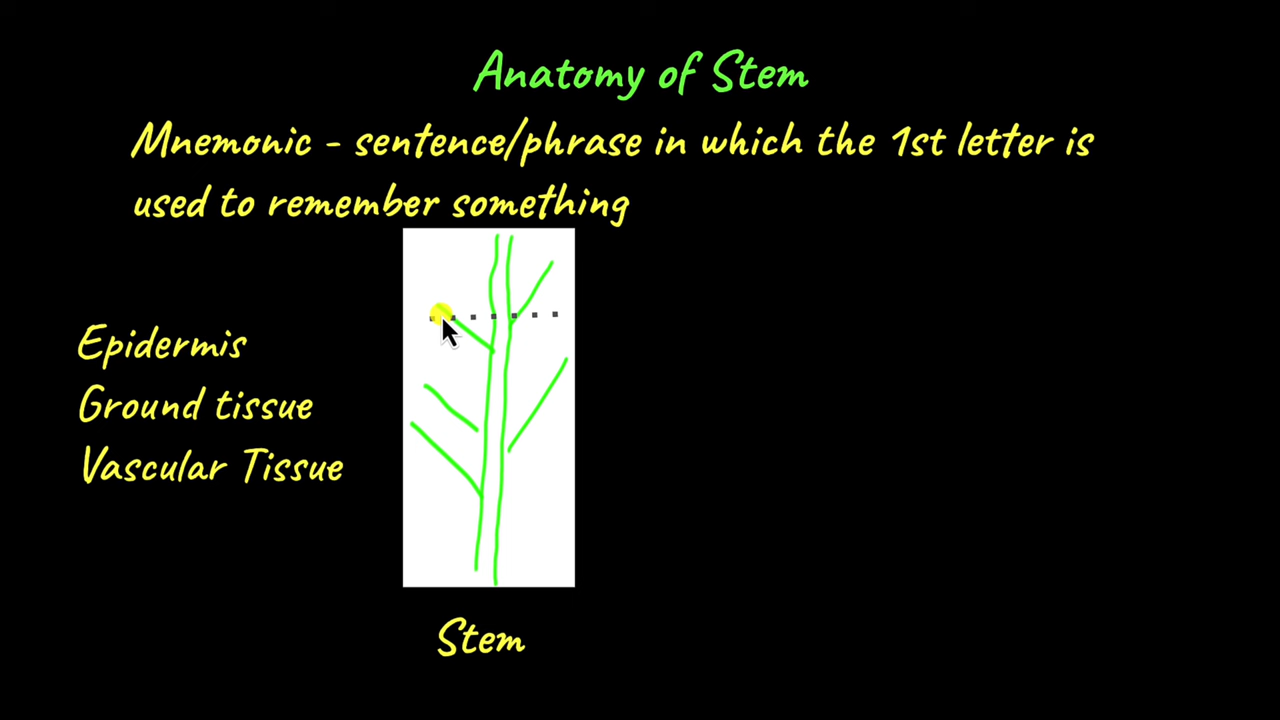 Anatomy of Stem
Mnemonic - sentence/phrase in which the 1st letter is
used to remember something
Epidermis
Ground tissue
Vascular Tissue
Stem